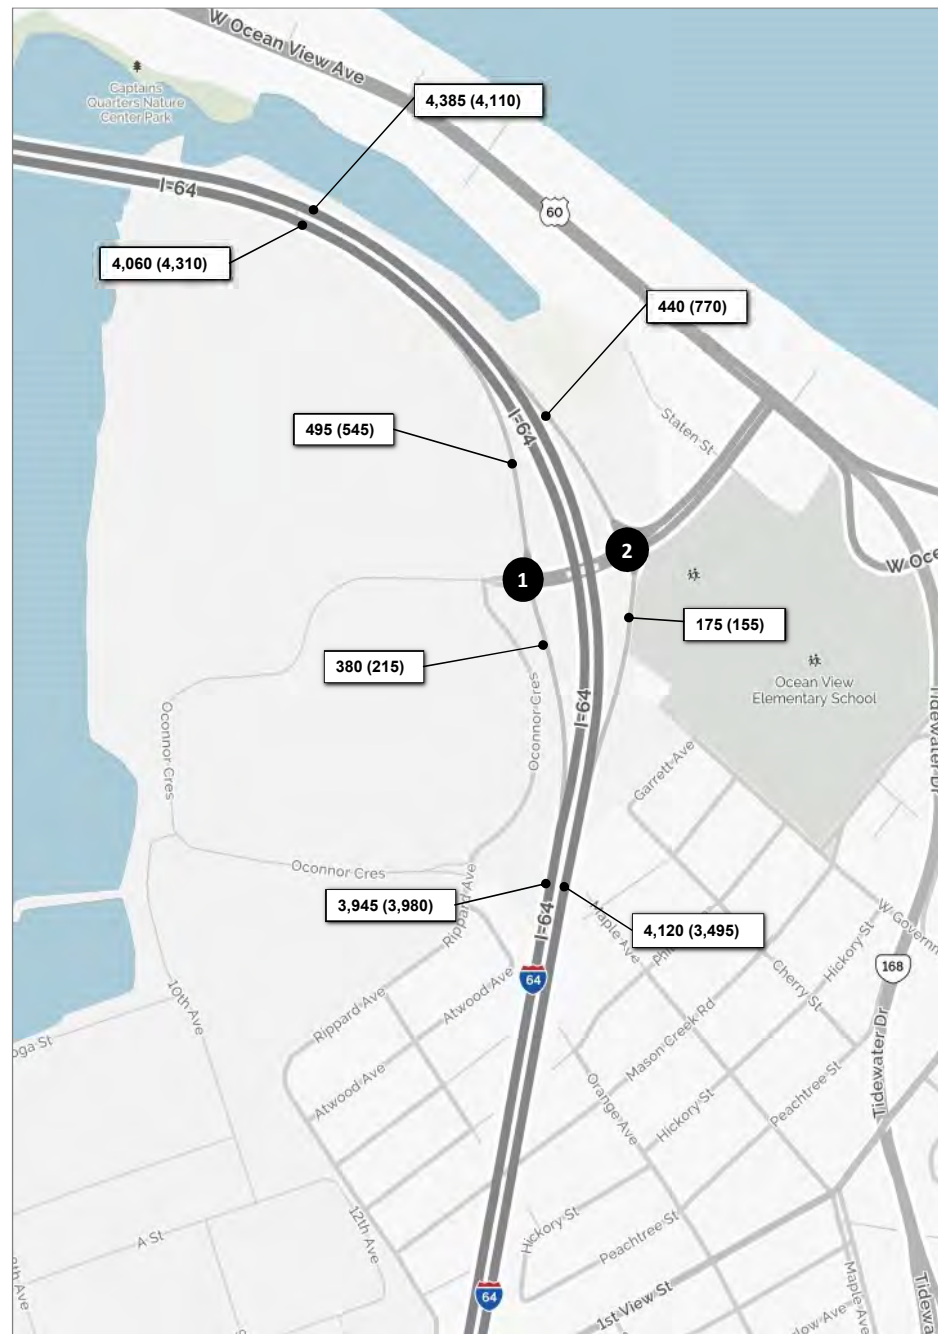 W Ocean View Ave
Captains
Quarters Nature
Center Park
4,385 (4,110)
I-64
60
4,060 (4,310)
440 (770)
I-64
495 (545)
Staten St
2
1
W Oce
175 (155)
380 (215)
Ocean View
Elementary School
Oconnor Cres
Oconnor Cres
I-64
Tidewater Dr
Garrett Ave
Oconnor Cres
3,945 (3,980)
Rippard Ave
I-64
Maple Ave
4,120 (3,495)
W Governm
Hickory St
168
64
Cherry St
10th Ave
Atwood Ave
Rippard Ave
Mason Creek Rd
Tidewater Dr
oga St
Atwood Ave
Orange Ave
Hickory St
Peachtree St
12th Ave
Hickory St
Peachtree St
A St
64
1st View St
Maple Ave
Tidewa